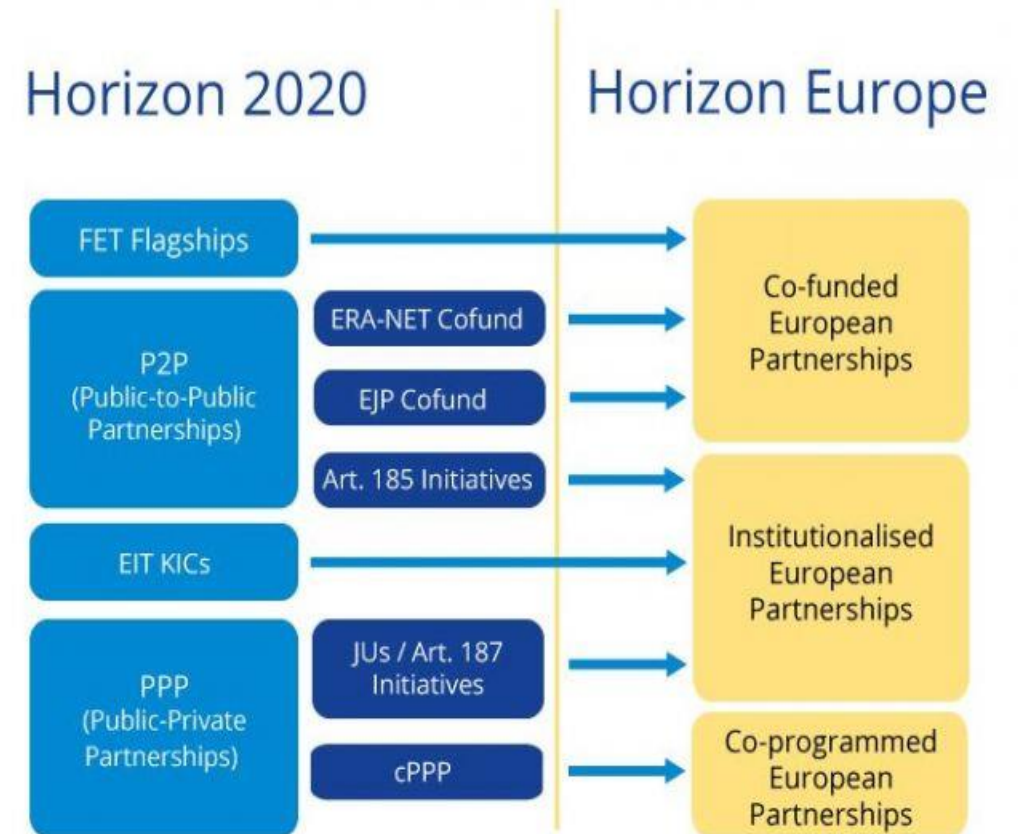 Horizon 2020
Horizon Europe
FET Flagships
P2P
(Public-to-Public
Partnerships)
ERA-NET Cofund
EJP Cofund
Art. 185 Initiatives
EIT KICs
PPP
(Public-Private
Partnerships)
JUs / Art. 187
Initiatives
cPPP
Co-funded
European
Partnerships
Institutionalised
European
Partnerships
Co-programmed
European
Partnerships